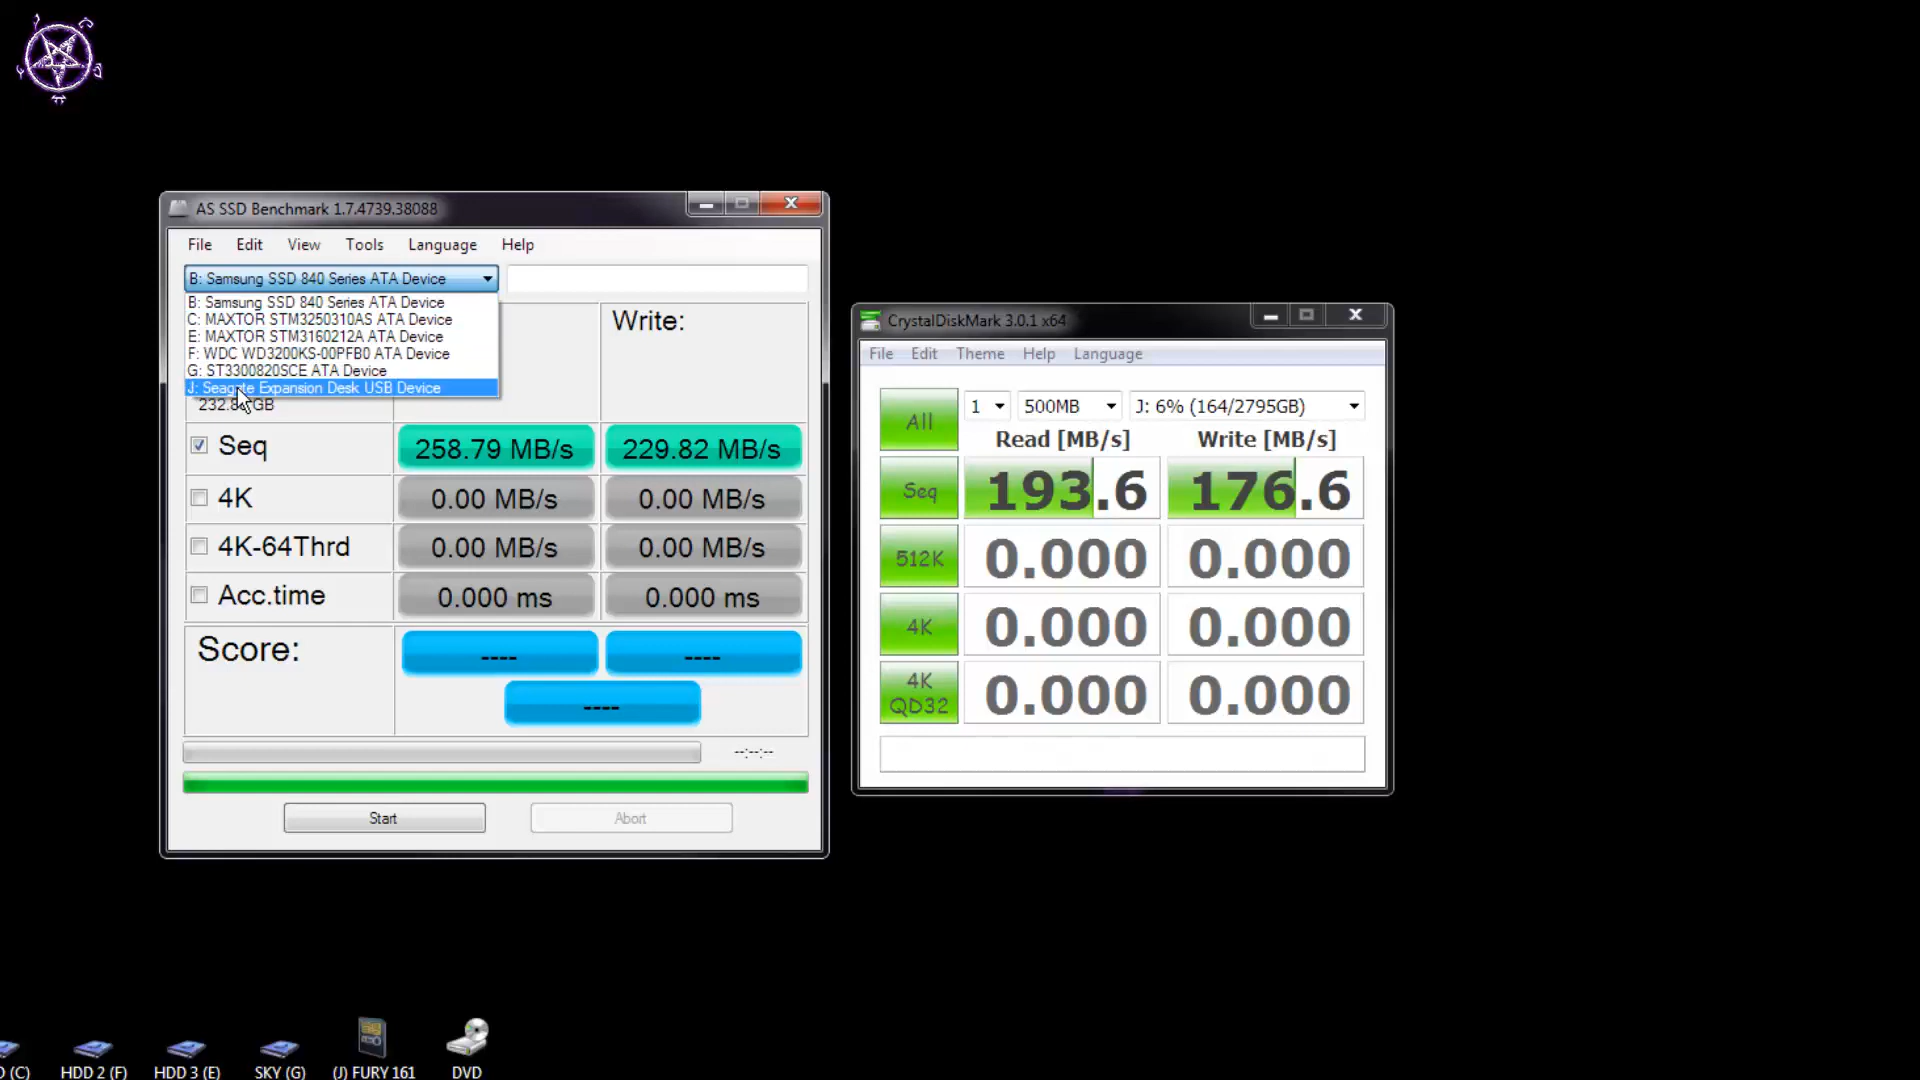 AS SSD Benchmark 1.7.4739.38088
File Edit View Tools Language Help
B: Samsung SSD 840 Series ATA Device
B: Samsung SSD 840 Series ATA Device
C: MAXTOR STM3250310AS ATA Device
E: MAXTOR STM3160212A ATA Device
F: WDC WD3200KS-00PFB0 ATA Device
G: ST3300820SCE ATA Device
J: Seagate Expansion Desk USB Device
Write:
Seq 258.79 MB/s 229.82 MB/s
4K 0.00 MB/s 0.00 MB/s
4K-64Thrd 0.00 MB/s 0.00 MB/s
Acc.time 0.000 ms 0.000 ms
Score: ---- ----
----
--:--:--
Start Abort
CrystalDiskMark 3.0.1 x64
File Edit Theme Help Language
All 1 500MB J: 6% (164/2795GB)
Read [MB/s] Write [MB/s]
Seq 193.6 176.6
512K 0.000 0.000
4K 0.000 0.000
4K QD32 0.000 0.000
(C) HDD 2 (F) HDD 3 (E) SKY (G) (J) FURY 161 DVD